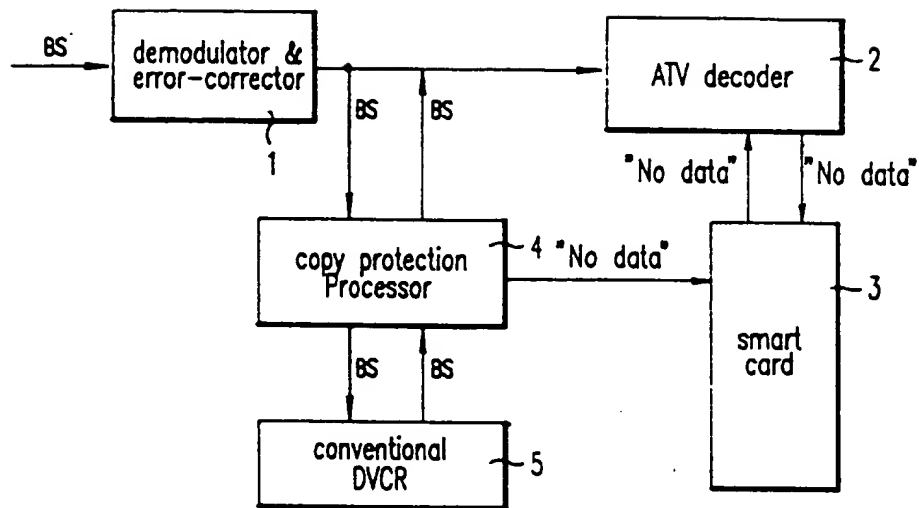 BS
demodulator &
error-corrector
1
ATV decoder
2
BS
BS
"No data"
"No data"
copy protection
Processor
4
"No data"
smart
card
3
BS
BS
conventional
DVCR
5